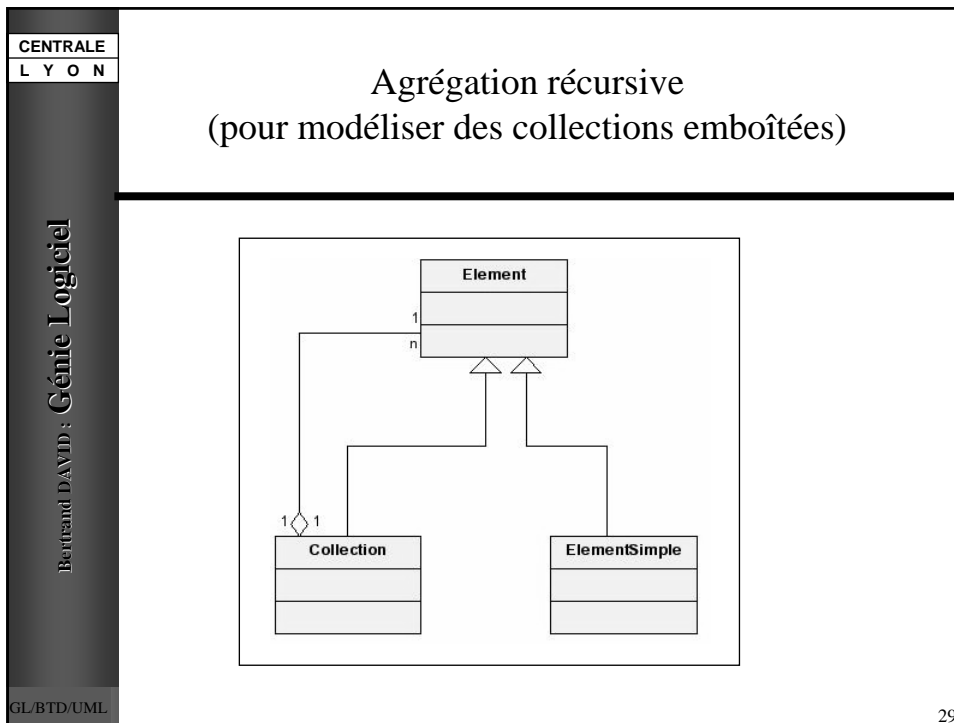 CENTRALE
L Y O N
Agrégation récursive
(pour modéliser des collections emboîtées)
Bertrand DAVID : Génie Logiciel
Element
1
n
1 1
Collection
ElementSimple
GL/BTD/UML
29